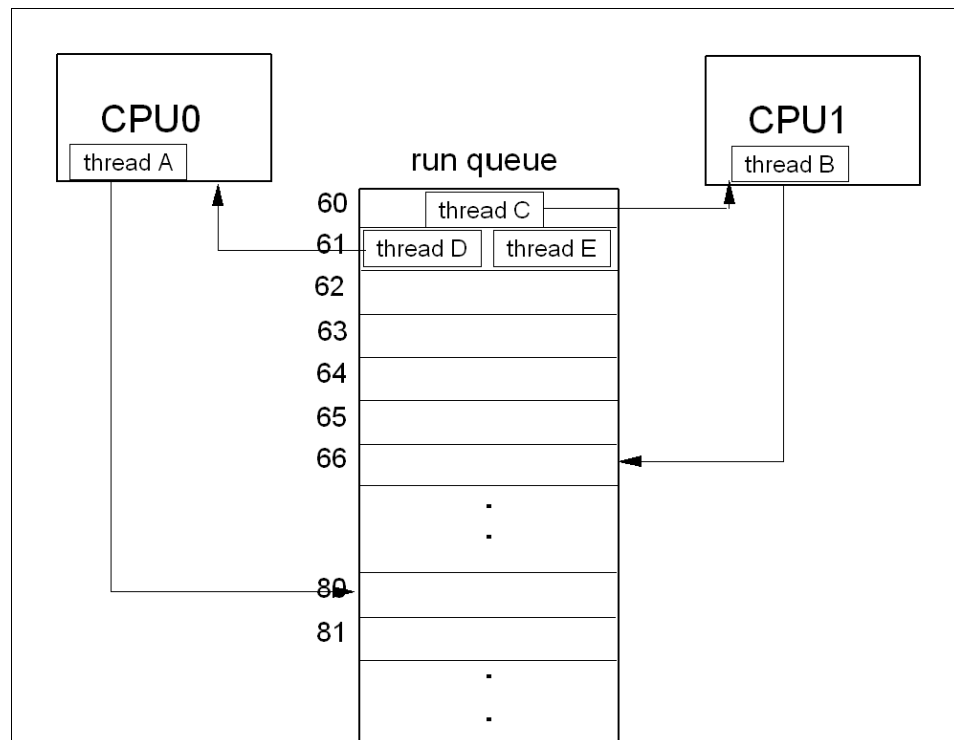 CPU0
thread A
CPU1
thread B
run queue
60
thread C
61
thread D
thread E
62
63
64
65
66
80
81